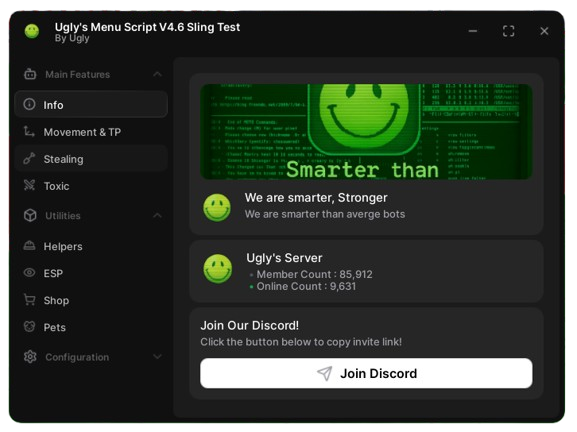 Ugly's Menu Script V4.6 Sling Test
By Ugly
Main Features
Info
Movement & TP
Stealing
Toxic
Utilities
Helpers
ESP
Shop
Pets
Configuration
Smarter than
We are smarter, Stronger
We are smarter than averge bots
Ugly's Server
Member Count : 85,912
Online Count : 9,631
Join Our Discord!
Click the button below to copy invite link!
Join Discord